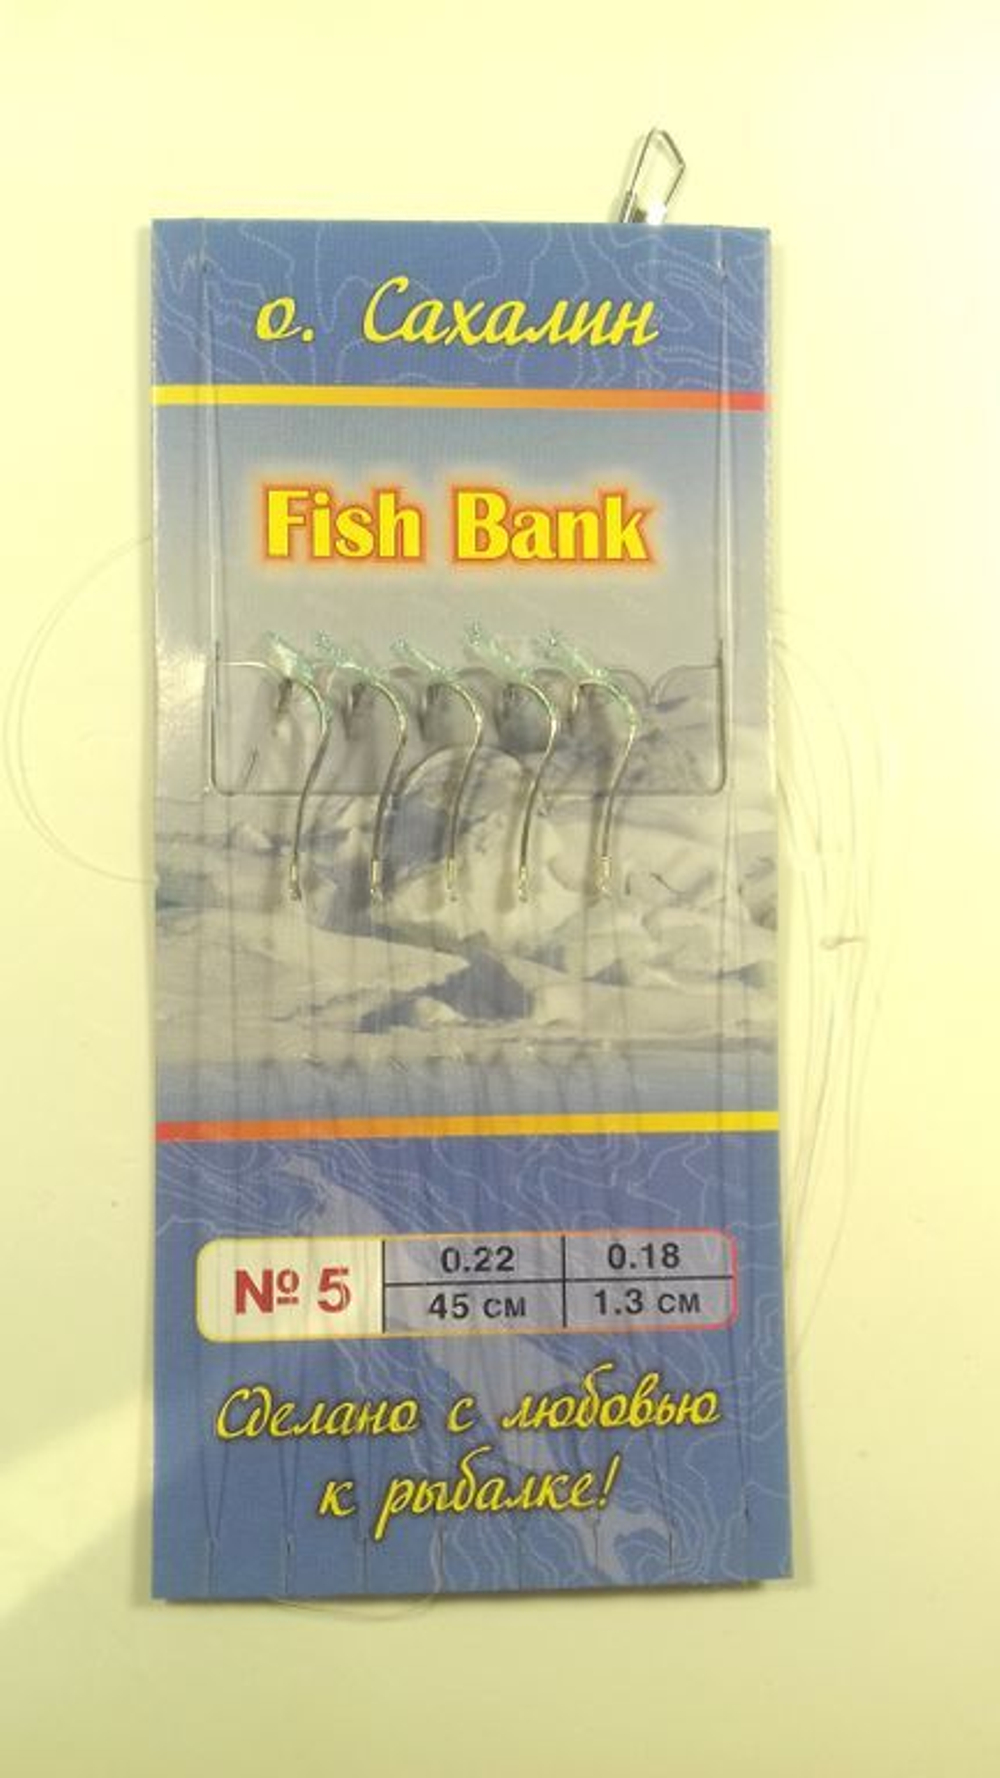 о. Сахалин
Fish Bank
№ 5
0.22 0.18
45 см 1.3 см
Сделано с любовью
к рыбалке!